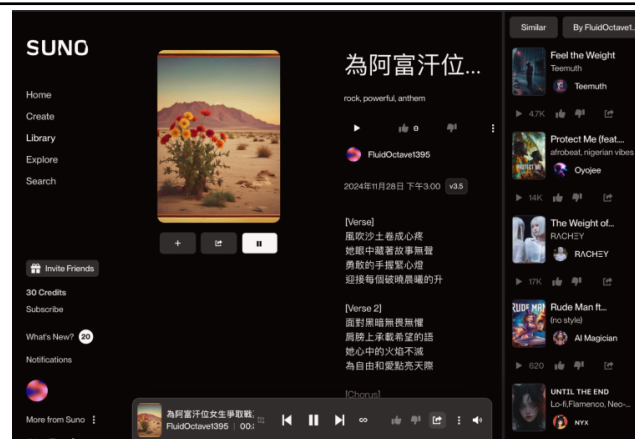 SUNO
Home
Create
Library
Explore
Search
Invite Friends
30 Credits
Subscribe
What's New? 20
Notifications
More from Suno
為阿富汗位...
rock, powerful, anthem
FluidOctave1395
2024年11月28日 下午3:00 v3.5
[Verse]
風吹沙土卷成心疼
她眼中藏著故事無聲
勇敢的手握緊心燈
迎接每個破曉晨曦的升
[Verse 2]
面對黑暗無畏無懼
肩膀上承載希望的語
她心中的火焰不滅
為自由和愛點亮天際
[Chorus]
為阿富汗位女生爭取戰
FluidOctave1395 | 00:
Similar
By FluidOctave1...
Feel the Weight
Teemuth
Teemuth
4.7K
Protect Me (feat....
afrobeat, nigerian vibes
Oyojee
14K
The Weight of...
RΛCHΞY
RΛCHΞY
17K
Rude Man ft...
(no style)
AI Magician
620
UNTIL THE END
Lo-fi,Flamenco, Neo-...
NYX